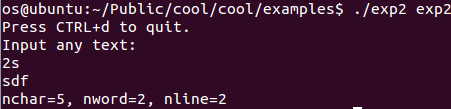 os@ubuntu:~/Public/cool/cool/examples$ ./exp2 exp2
Press CTRL+d to quit.
Input any text:
2s
sdf
nchar=5, nword=2, nline=2